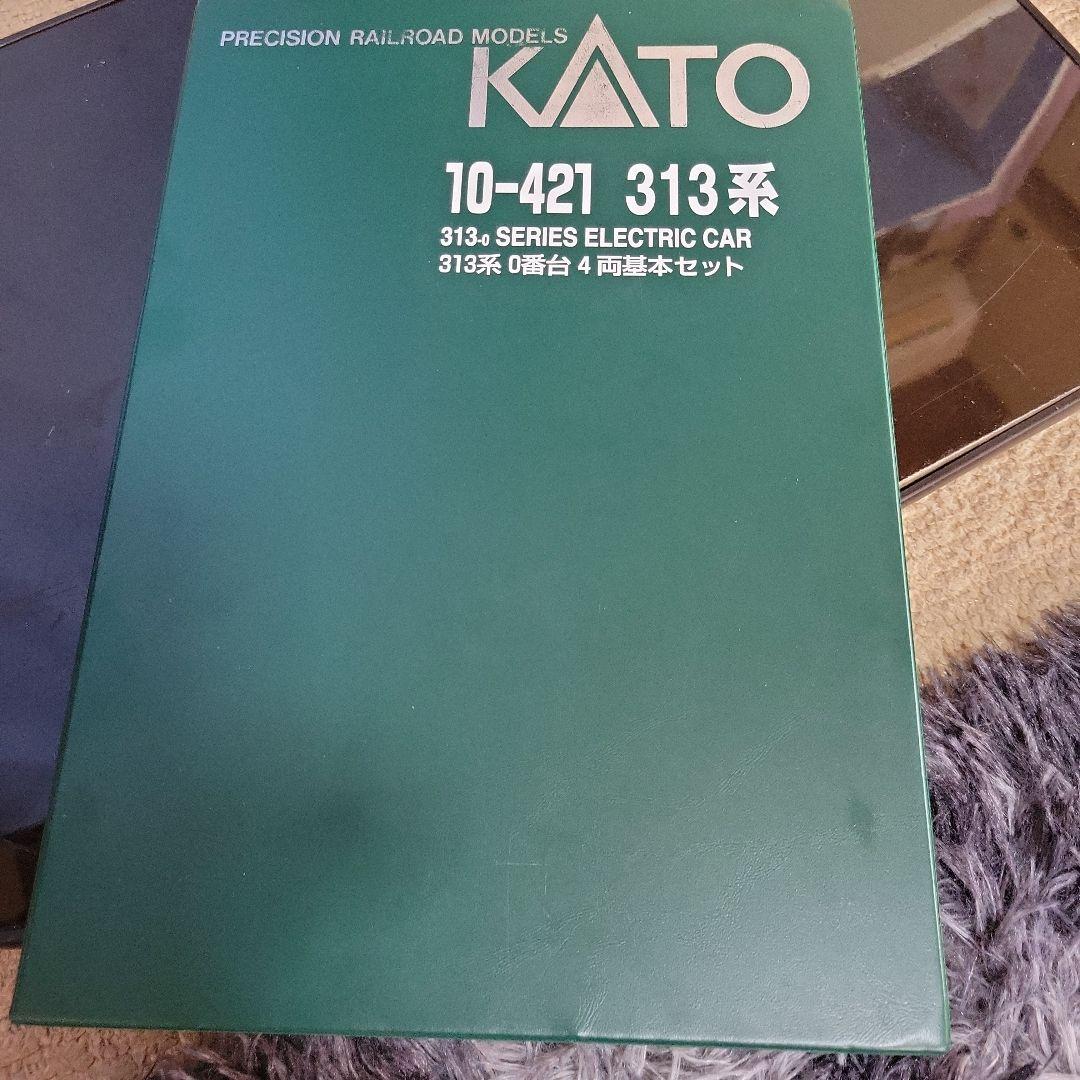 PRECISION RAILROAD MODELS
KATO
10-421 313系
313-0 SERIES ELECTRIC CAR
313系 0番台 4両基本セット